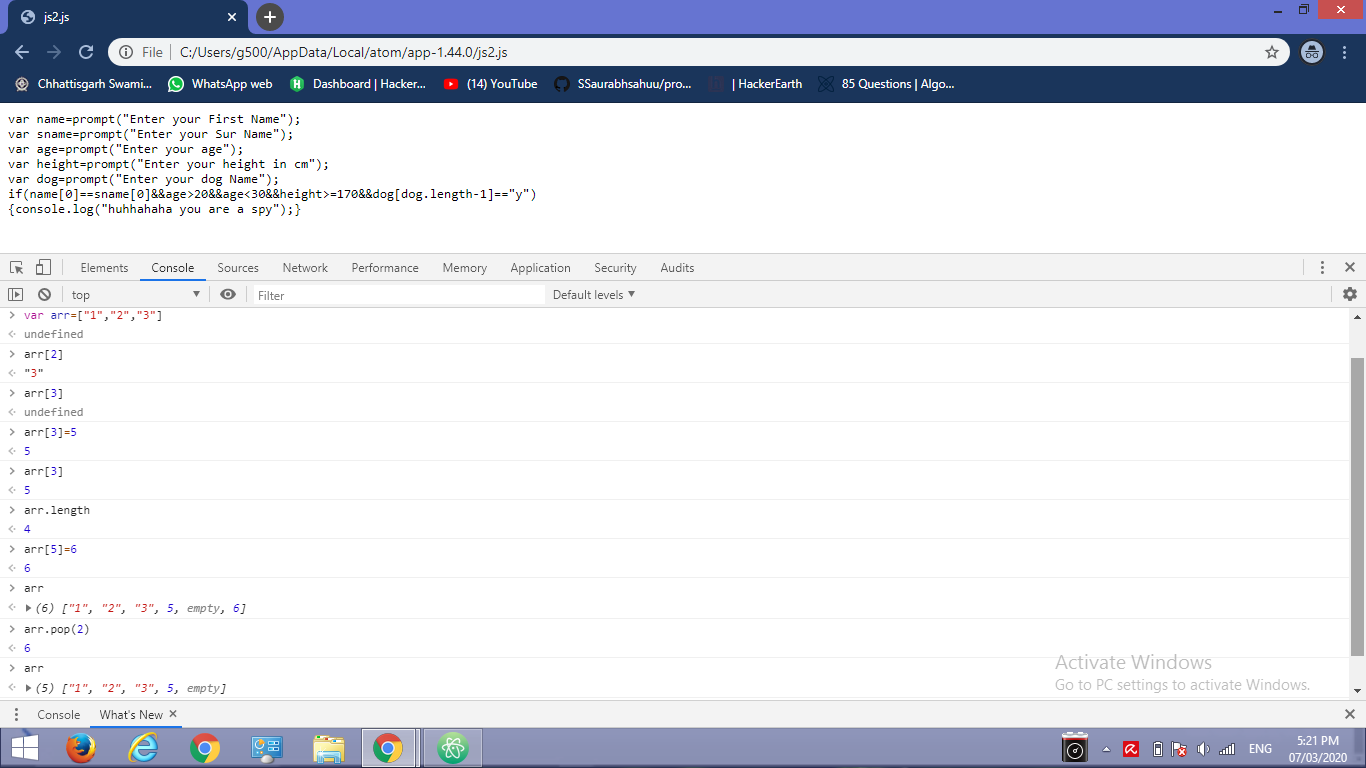 js2.js
File
C:/Users/g500/AppData/Local/atom/app-1.44.0/js2.js
Chhattisgarh Swami...
WhatsApp web
Dashboard | Hacker...
(14) YouTube
SSaurabhsahuu/pro...
| HackerEarth
85 Questions | Algo...
var name=prompt("Enter your First Name");
var sname=prompt("Enter your Sur Name");
var age=prompt("Enter your age");
var height=prompt("Enter your height in cm");
var dog=prompt("Enter your dog Name");
if(name[0]==sname[0]&&age>20&&age<30&&height>=170&&dog[dog.length-1]=="y")
{console.log("huhhahaha you are a spy");}
Elements
Console
Sources
Network
Performance
Memory
Application
Security
Audits
top
Filter
Default levels
> var arr=["1","2","3"]
undefined
> arr[2]
"3"
> arr[3]
undefined
> arr[3]=5
5
> arr[3]
5
> arr.length
4
> arr[5]=6
6
> arr
(6) ["1", "2", "3", 5, empty, 6]
> arr.pop(2)
6
> arr
(5) ["1", "2", "3", 5, empty]
Activate Windows
Go to PC settings to activate Windows.
Console
What's New
ENG
5:21 PM
07/03/2020